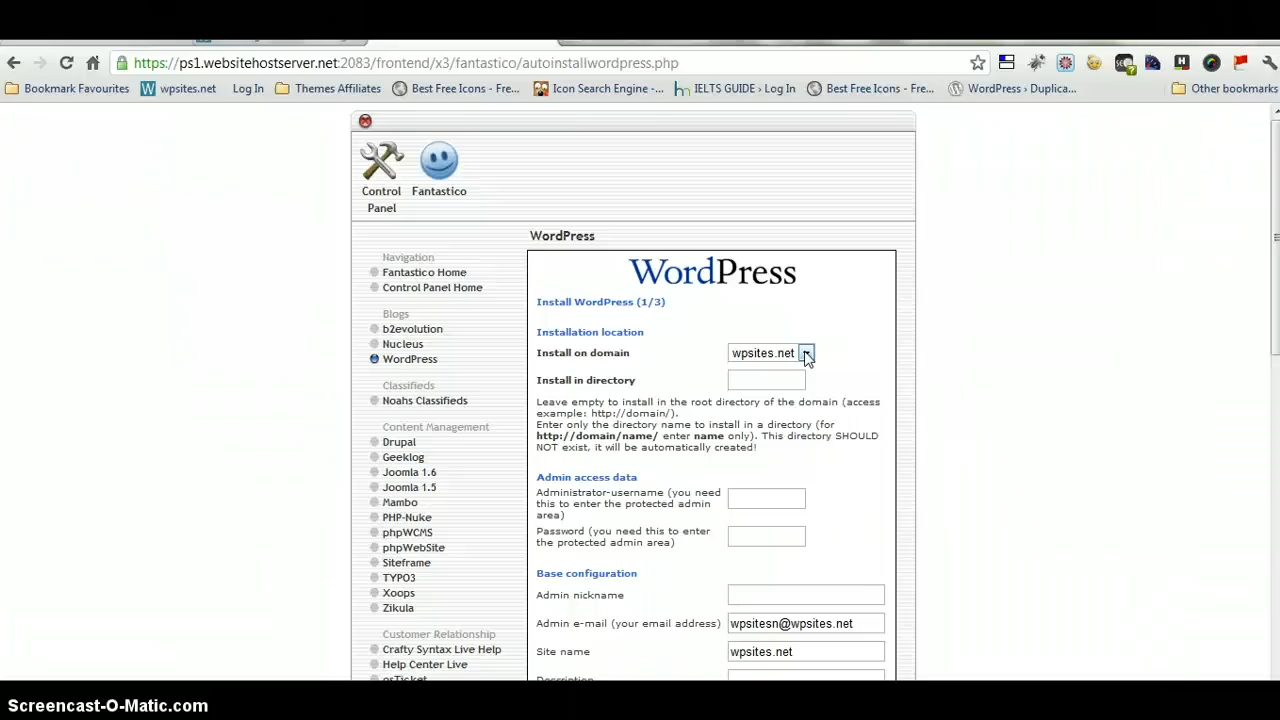 https://ps1.websitehostserver.net:2083/frontend/x3/fantastico/autoinstallwordpress.php
Bookmark Favourites
wpsites.net
Log In
Themes Affiliates
Best Free Icons - Fre...
Icon Search Engine -...
IELTS GUIDE › Log In
Best Free Icons - Fre...
WordPress › Duplica...
Other bookmarks
Control
Panel
Fantastico
WordPress
Navigation
Fantastico Home
Control Panel Home
Blogs
b2evolution
Nucleus
WordPress
Classifieds
Noahs Classifieds
Content Management
Drupal
Geeklog
Joomla 1.6
Joomla 1.5
Mambo
PHP-Nuke
phpWCMS
phpWebSite
Siteframe
TYPO3
Xoops
Zikula
Customer Relationship
Crafty Syntax Live Help
Help Center Live
osTicket
WordPress
Install WordPress (1/3)
Installation location
Install on domain
wpsites.net
Install in directory
Leave empty to install in the root directory of the domain (access
example: http://domain/).
Enter only the directory name to install in a directory (for
http://domain/name/ enter name only). This directory SHOULD
NOT exist, it will be automatically created!
Admin access data
Administrator-username (you need
this to enter the protected admin
area)
Password (you need this to enter
the protected admin area)
Base configuration
Admin nickname
Admin e-mail (your email address)
wpsitesn@wpsites.net
Site name
wpsites.net
Description
Screencast-O-Matic.com